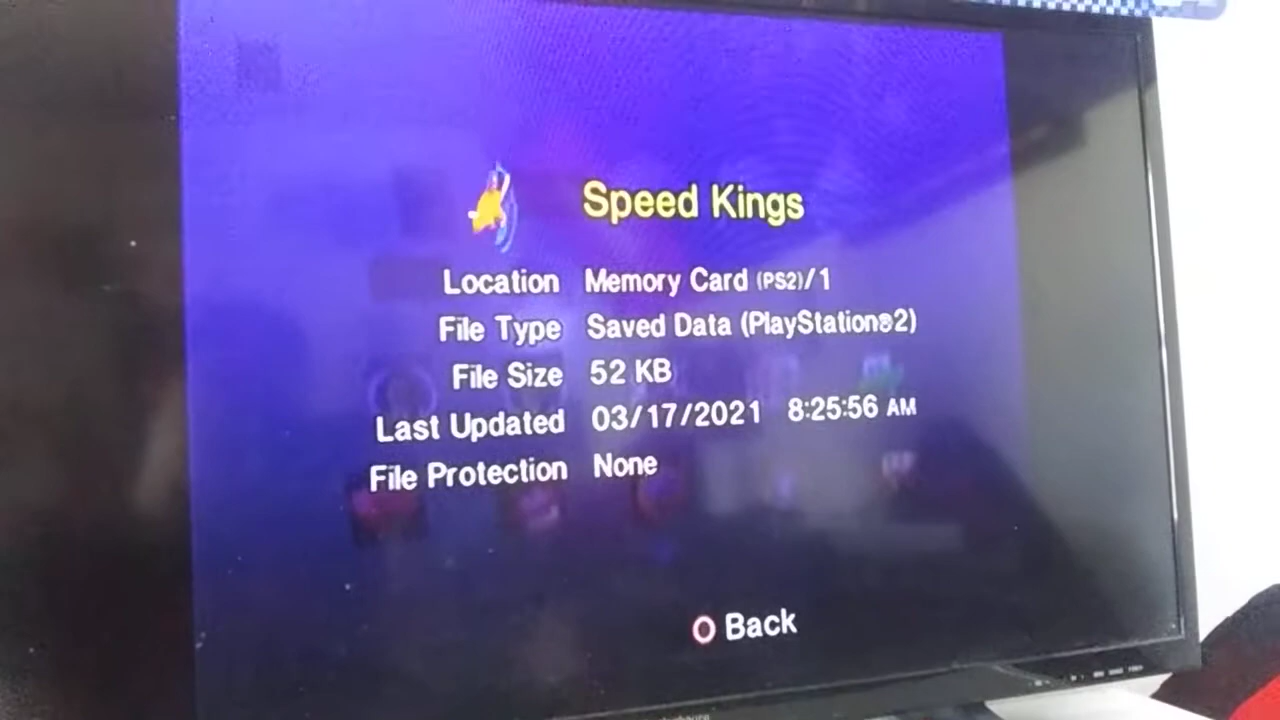 Speed Kings
Location Memory Card (PS2)/1
File Type Saved Data (PlayStation®2)
File Size 52 KB
Last Updated 03/17/2021 8:25:56 AM
File Protection None
Back